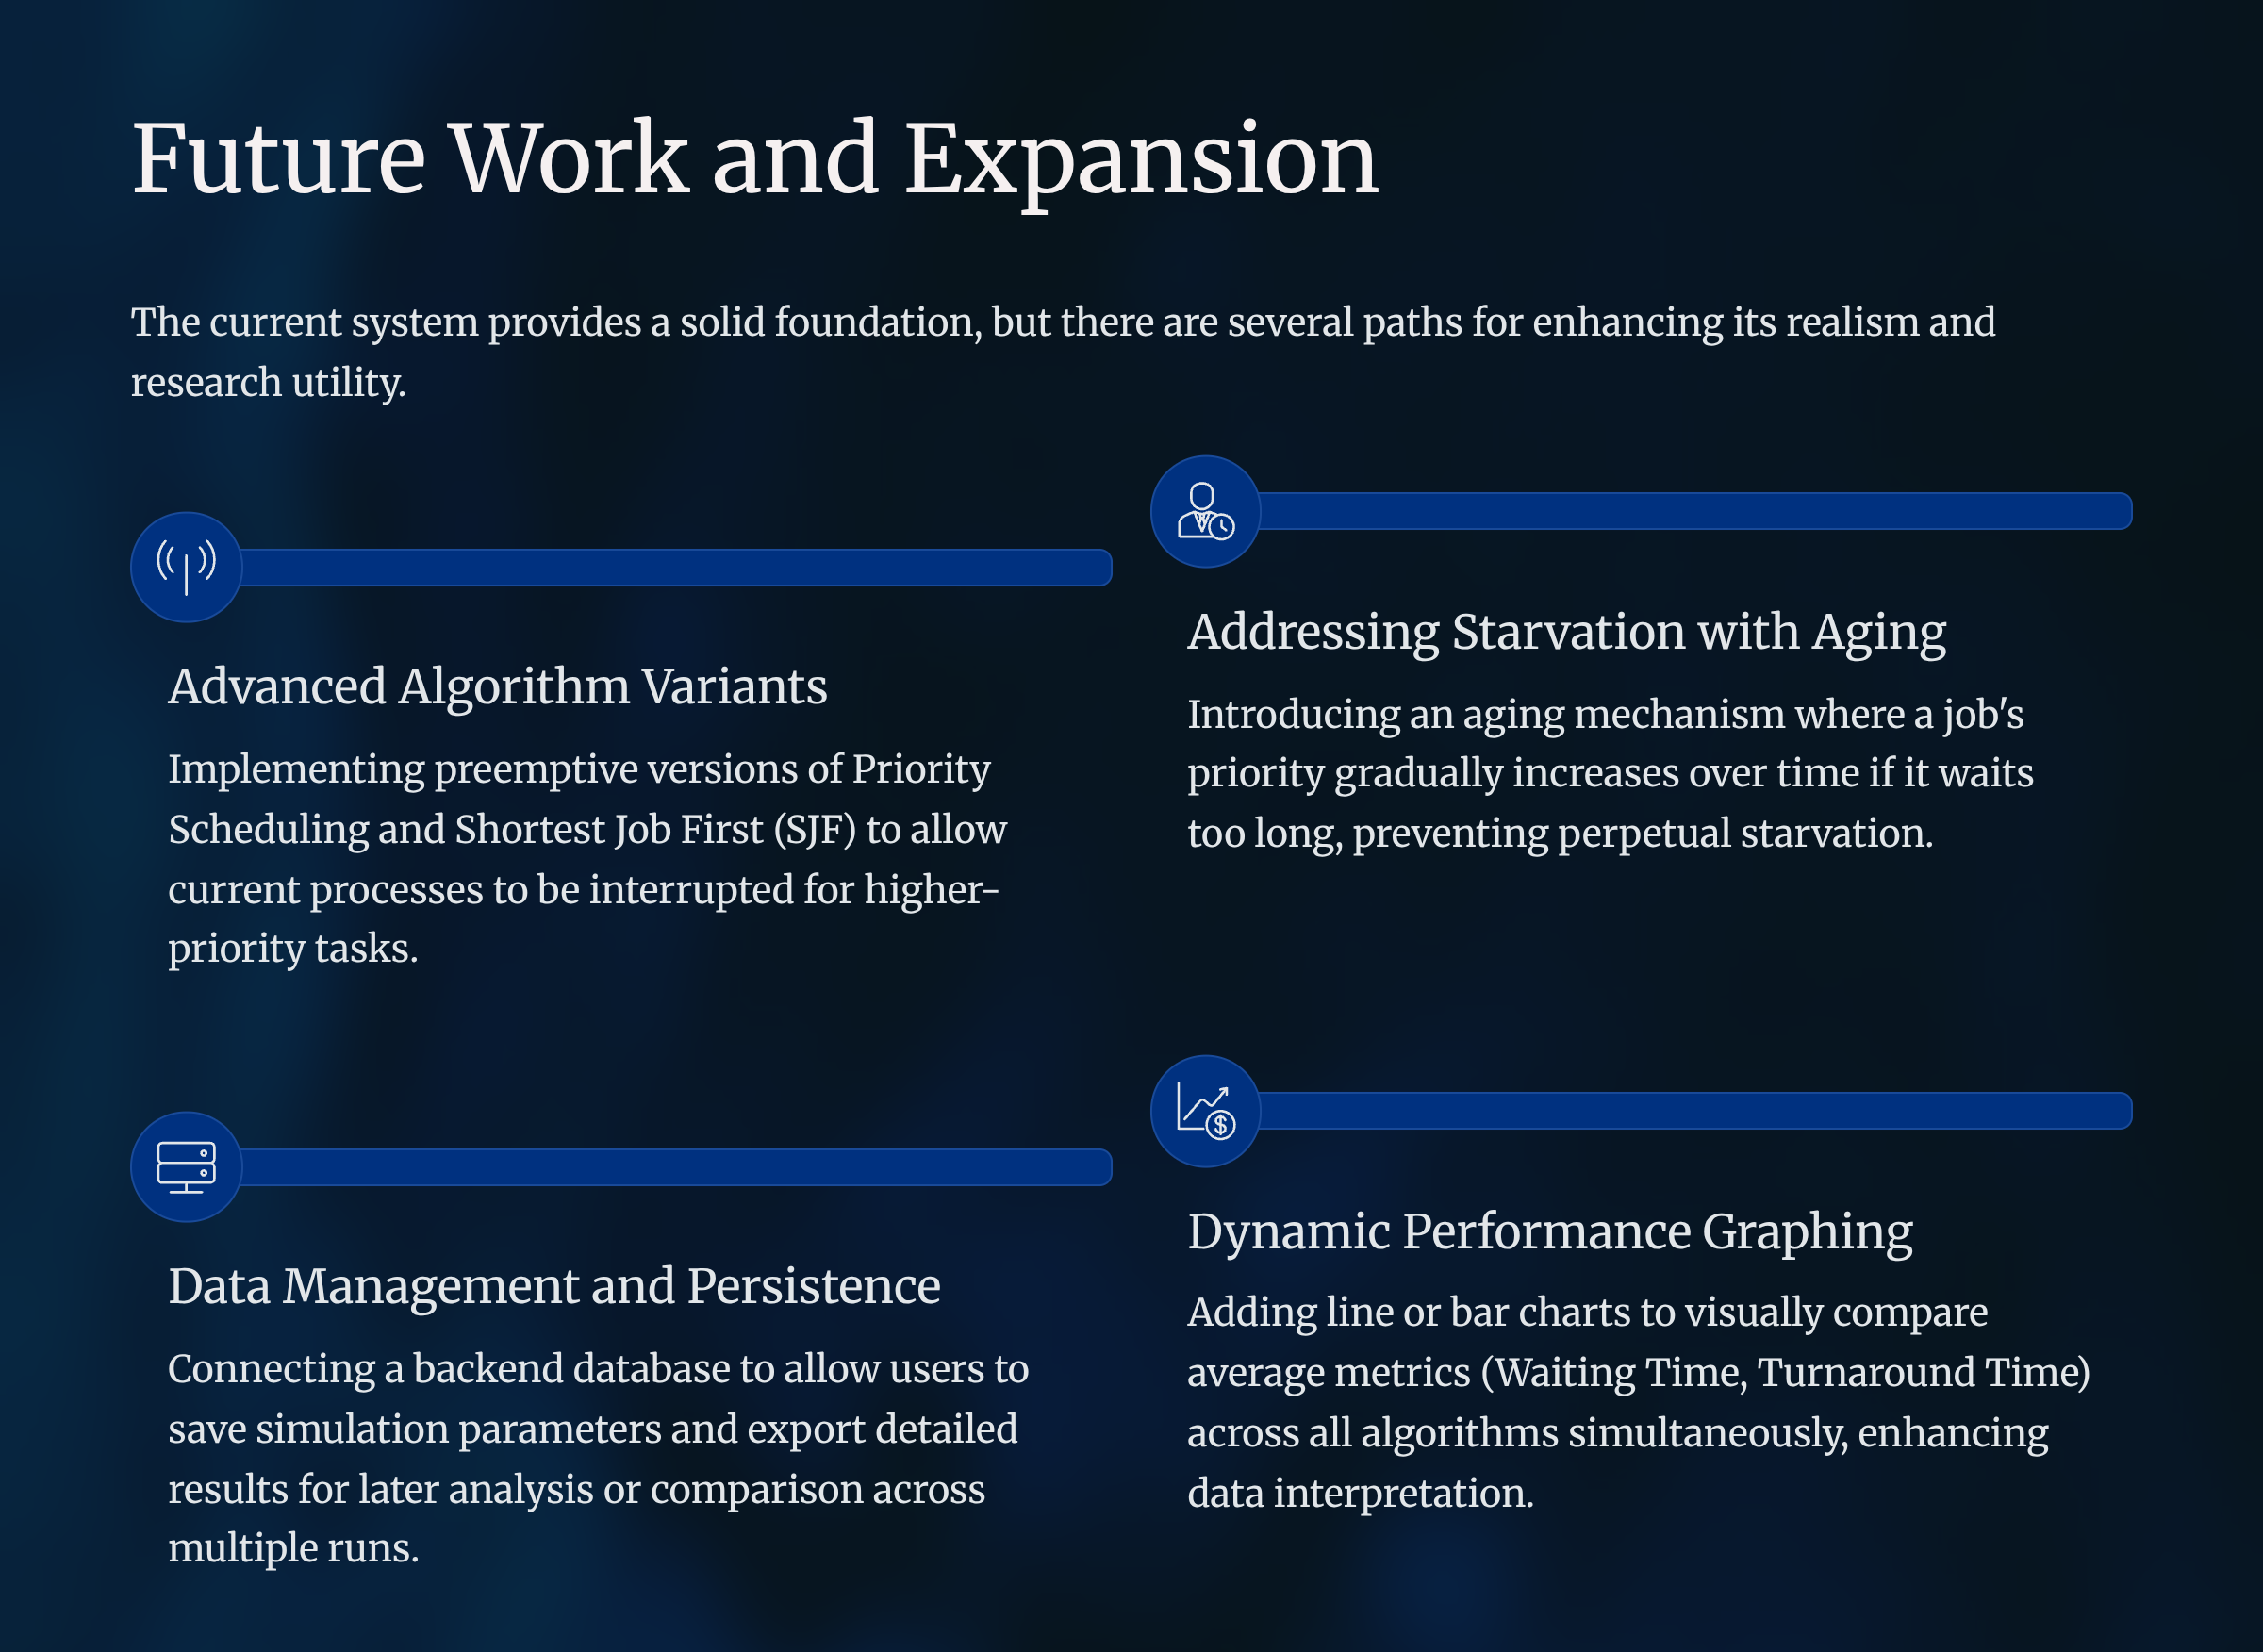 Future Work and Expansion
The current system provides a solid foundation, but there are several paths for enhancing its realism and
research utility.
Advanced Algorithm Variants
Implementing preemptive versions of Priority
Scheduling and Shortest Job First (SJF) to allow
current processes to be interrupted for higher-
priority tasks.
Addressing Starvation with Aging
Introducing an aging mechanism where a job's
priority gradually increases over time if it waits
too long, preventing perpetual starvation.
Data Management and Persistence
Connecting a backend database to allow users to
save simulation parameters and export detailed
results for later analysis or comparison across
multiple runs.
$
Dynamic Performance Graphing
Adding line or bar charts to visually compare
average metrics (Waiting Time, Turnaround Time)
across all algorithms simultaneously, enhancing
data interpretation.